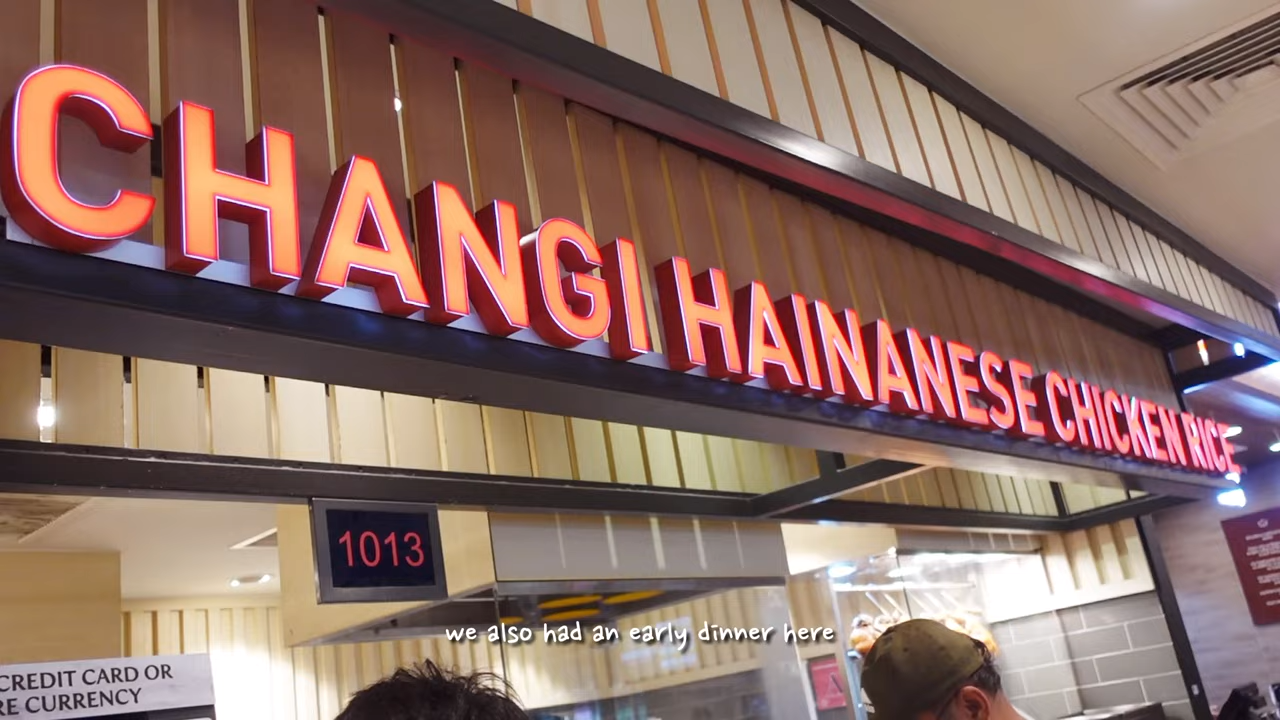 CHANGI HAINANESE CHICKEN RICE
1013
we also had an early dinner here
CREDIT CARD OR
RE CURRENCY